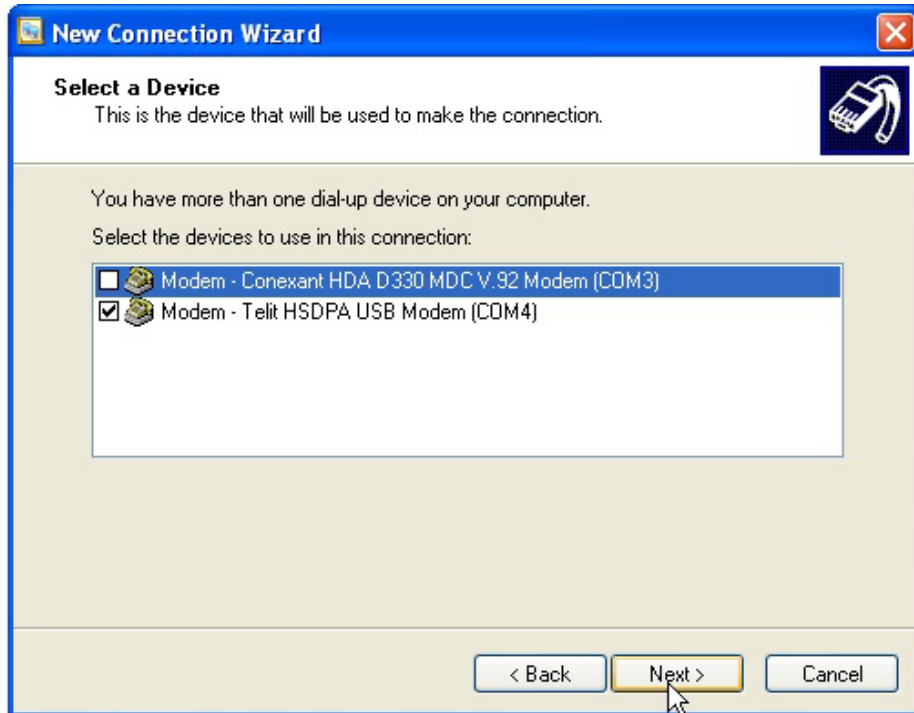 New Connection Wizard
Select a Device
This is the device that will be used to make the connection.
You have more than one dial-up device on your computer.
Select the devices to use in this connection:
Modem - Conexant HDA D330 MDC V.92 Modem (COM3)
Modem - Telit HSDPA USB Modem (COM4)
< Back Next > Cancel